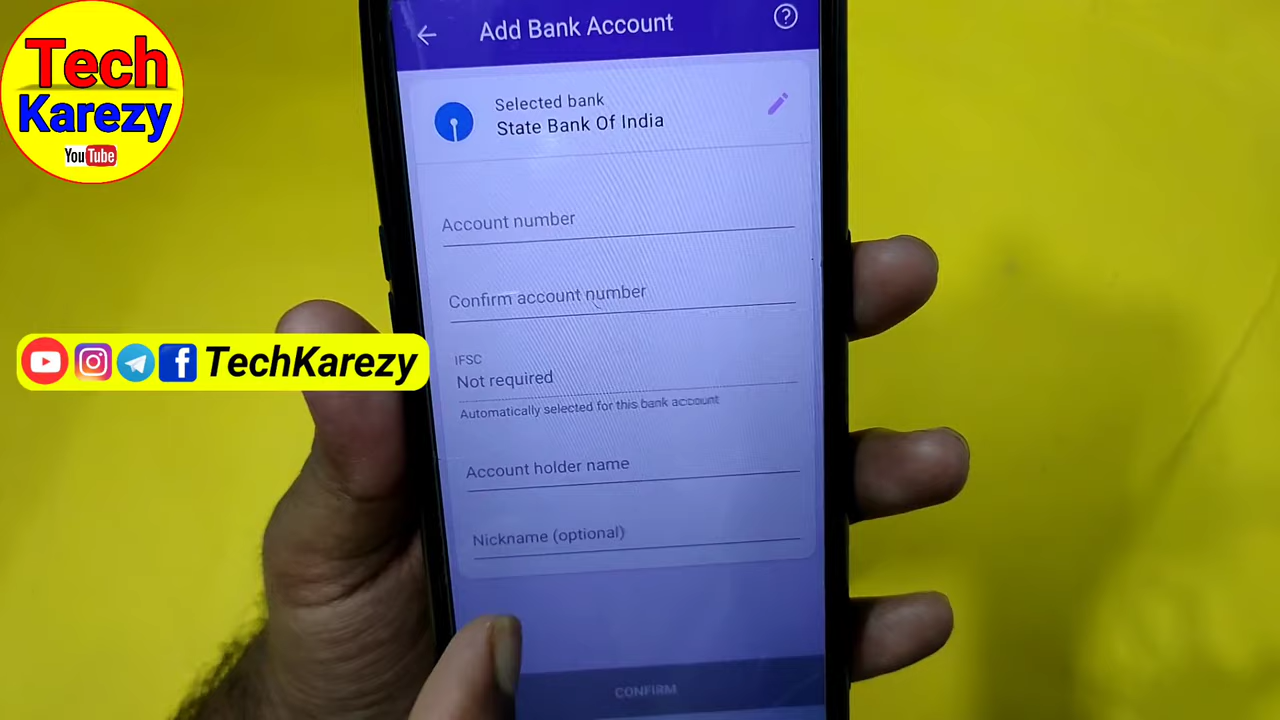 Tech
Karezy
YouTube
TechKarezy
Add Bank Account
Selected bank
State Bank Of India
Account number
Confirm account number
IFSC
Not required
Automatically selected for this bank account
Account holder name
Nickname (optional)
CONFIRM